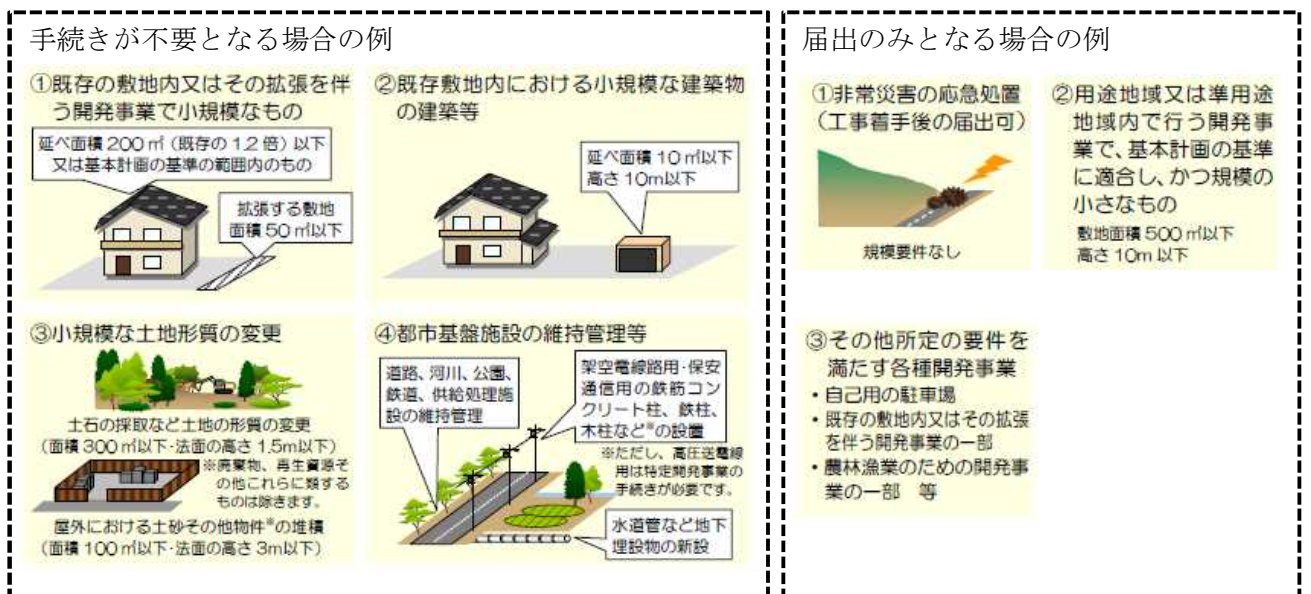 手続きが不要となる場合の例
①既存の敷地内又はその拡張を伴
う開発事業で小規模なもの
延べ面積 200 ㎡（既存の 1.2 倍）以下
又は基本計画の基準の範囲内のもの
拡張する敷地
面積 50 ㎡以下
②既存敷地内における小規模な建築物
の建築等
延べ面積 10 ㎡以下
高さ 10m以下
③小規模な土地形質の変更
土石の採取など土地の形質の変更
（面積 300 ㎡以下・法面の高さ 1.5m以下）
※廃棄物、再生資源そ
の他これらに類する
ものは除きます。
屋外における土砂その他物件※の堆積
（面積 100 ㎡以下・法面の高さ 3m以下）
④都市基盤施設の維持管理等
道路、河川、公園、
鉄道、供給処理施
設の維持管理
架空電線路用・保安
通信用の鉄筋コン
クリート柱、鉄柱、
木柱など※の設置
※ただし、高圧送電線
用は特定開発事業の
手続きが必要です。
水道管など地下
埋設物の新設
届出のみとなる場合の例
①非常災害の応急処置
（工事着手後の届出可）
規模要件なし
②用途地域又は準用途
地域内で行う開発事
業で、基本計画の基準
に適合し、かつ規模の
小さなもの
敷地面積 500 ㎡以下
高さ 10m 以下
③その他所定の要件を
満たす各種開発事業
・自己用の駐車場
・既存の敷地内又はその拡張
を伴う開発事業の一部
・農林漁業のための開発事
業の一部　等